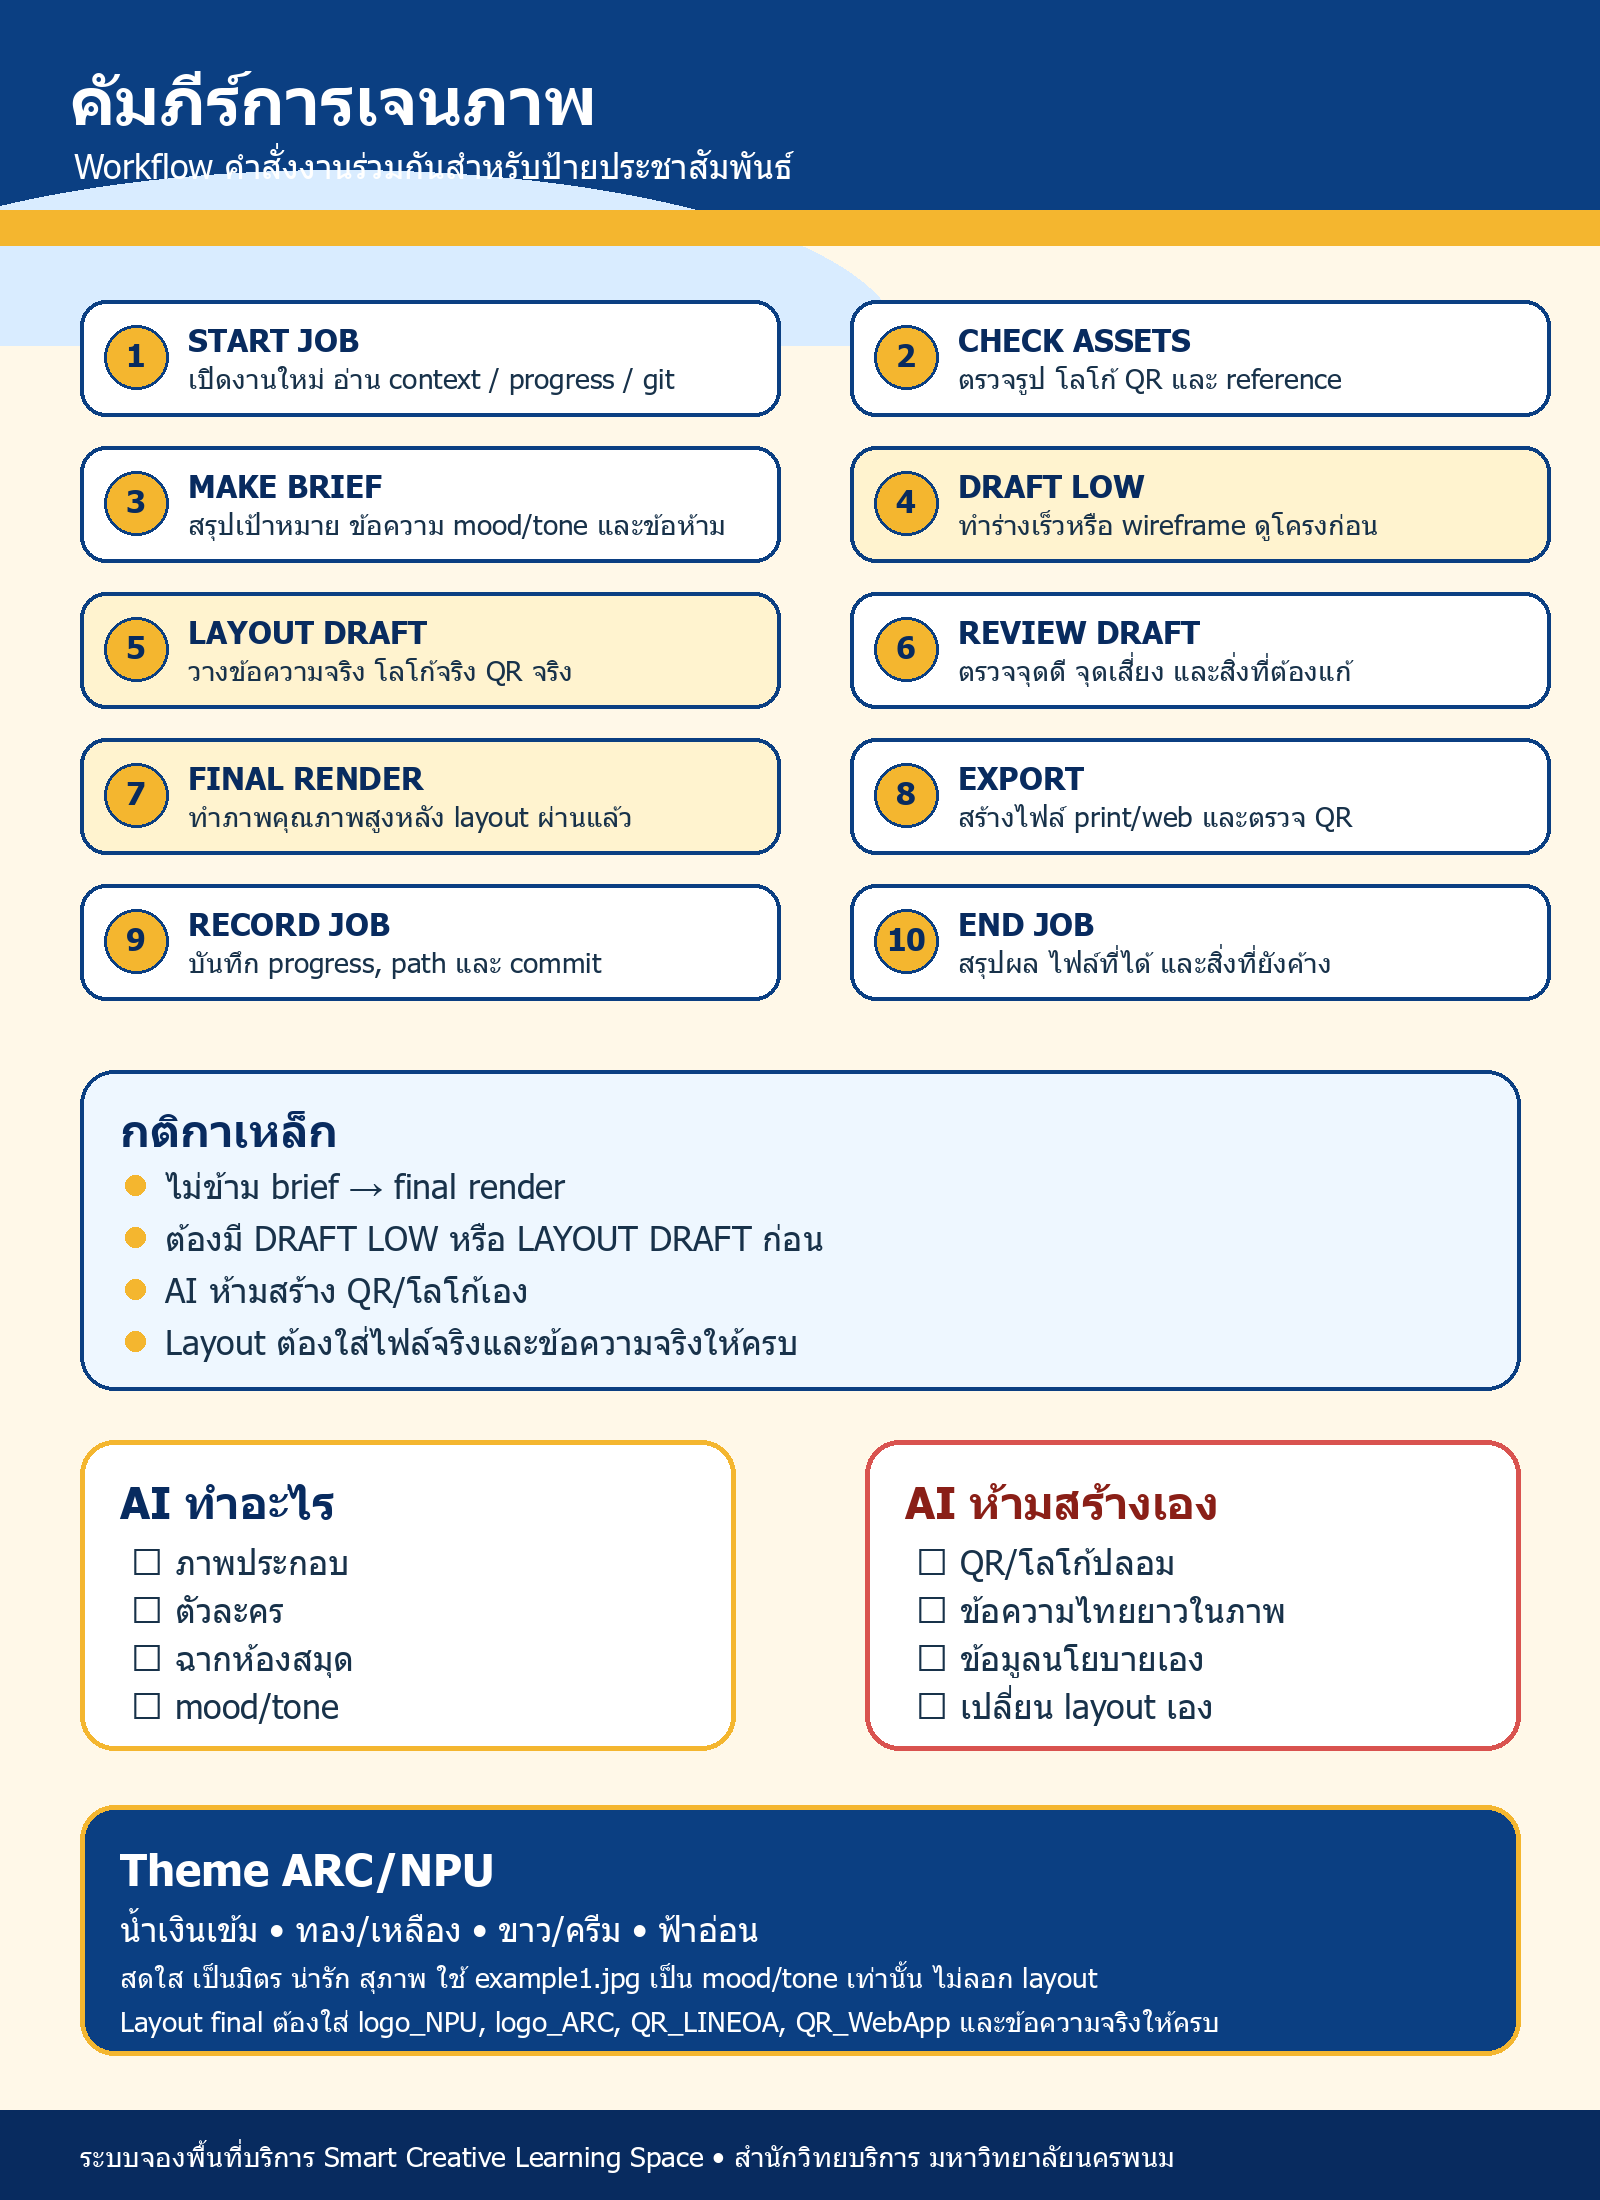 คัมภีร์การเจนภาพ
Workflow คำสั่งงานร่วมกันสำหรับป้ายประชาสัมพันธ์
1
START JOB
เปิดงานใหม่ อ่าน context / progress / git
2
CHECK ASSETS
ตรวจรูป โลโก้ QR และ reference
3
MAKE BRIEF
สรุปเป้าหมาย ข้อความ mood/tone และข้อห้าม
4
DRAFT LOW
ทำร่างเร็วหรือ wireframe ดูโครงก่อน
5
LAYOUT DRAFT
วางข้อความจริง โลโก้จริง QR จริง
6
REVIEW DRAFT
ตรวจจุดดี จุดเสี่ยง และสิ่งที่ต้องแก้
7
FINAL RENDER
ทำภาพคุณภาพสูงหลัง layout ผ่านแล้ว
8
EXPORT
สร้างไฟล์ print/web และตรวจ QR
9
RECORD JOB
บันทึก progress, path และ commit
10
END JOB
สรุปผล ไฟล์ที่ได้ และสิ่งที่ยังค้าง
กติกาเหล็ก
● ไม่ข้าม brief → final render
● ต้องมี DRAFT LOW หรือ LAYOUT DRAFT ก่อน
● AI ห้ามสร้าง QR/โลโก้เอง
● Layout ต้องใส่ไฟล์จริงและข้อความจริงให้ครบ
AI ทำอะไร
☐ ภาพประกอบ
☐ ตัวละคร
☐ ฉากห้องสมุด
☐ mood/tone
AI ห้ามสร้างเอง
☐ QR/โลโก้ปลอม
☐ ข้อความไทยยาวในภาพ
☐ ข้อมูลนโยบายเอง
☐ เปลี่ยน layout เอง
Theme ARC/NPU
น้ำเงินเข้ม • ทอง/เหลือง • ขาว/ครีม • ฟ้าอ่อน
สดใส เป็นมิตร น่ารัก สุภาพ ใช้ example1.jpg เป็น mood/tone เท่านั้น ไม่ลอก layout
Layout final ต้องใส่ logo_NPU, logo_ARC, QR_LINEOA, QR_WebApp และข้อความจริงให้ครบ
ระบบจองพื้นที่บริการ Smart Creative Learning Space • สำนักวิทยบริการ มหาวิทยาลัยนครพนม